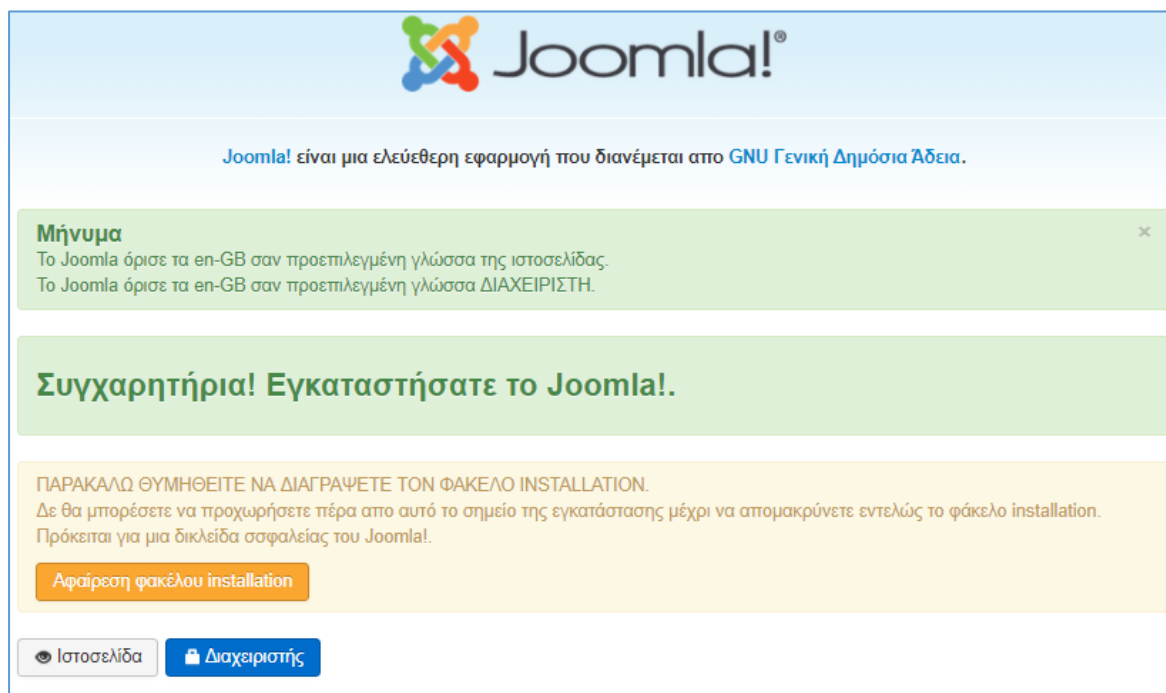 Joomla!®
Joomla! είναι μια ελεύθερη εφαρμογή που διανέμεται απο GNU Γενική Δημόσια Άδεια.
Μήνυμα
×
Το Joomla όρισε τα en-GB σαν προεπιλεγμένη γλώσσα της ιστοσελίδας.
Το Joomla όρισε τα en-GB σαν προεπιλεγμένη γλώσσα ΔΙΑΧΕΙΡΙΣΤΗ.
Συγχαρητήρια! Εγκαταστήσατε το Joomla!.
ΠΑΡΑΚΑΛΩ ΘΥΜΗΘΕΙΤΕ ΝΑ ΔΙΑΓΡΑΨΕΤΕ ΤΟΝ ΦΑΚΕΛΟ INSTALLATION.
Δε θα μπορέσετε να προχωρήσετε πέρα απο αυτό το σημείο της εγκατάστασης μέχρι να απομακρύνετε εντελώς το φάκελο installation.
Πρόκειται για μια δικλείδα σσφαλείας του Joomla!.
Αφαίρεση φακέλου installation
Ιστοσελίδα Διαχειριστής